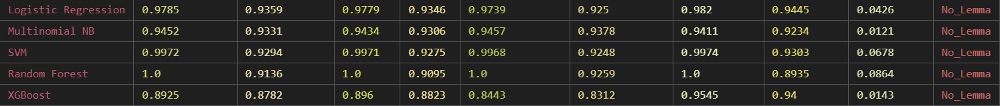 Logistic Regression 0.9785 0.9359 0.9779 0.9346 0.9739 0.925 0.982 0.9445 0.0426 No_Lemma
Multinomial NB 0.9452 0.9331 0.9434 0.9306 0.9457 0.9378 0.9411 0.9234 0.0121 No_Lemma
SVM 0.9972 0.9294 0.9971 0.9275 0.9968 0.9248 0.9974 0.9303 0.0678 No_Lemma
Random Forest 1.0 0.9136 1.0 0.9095 1.0 0.9259 1.0 0.8935 0.0864 No_Lemma
XGBoost 0.8925 0.8782 0.896 0.8823 0.8443 0.8312 0.9545 0.94 0.0143 No_Lemma